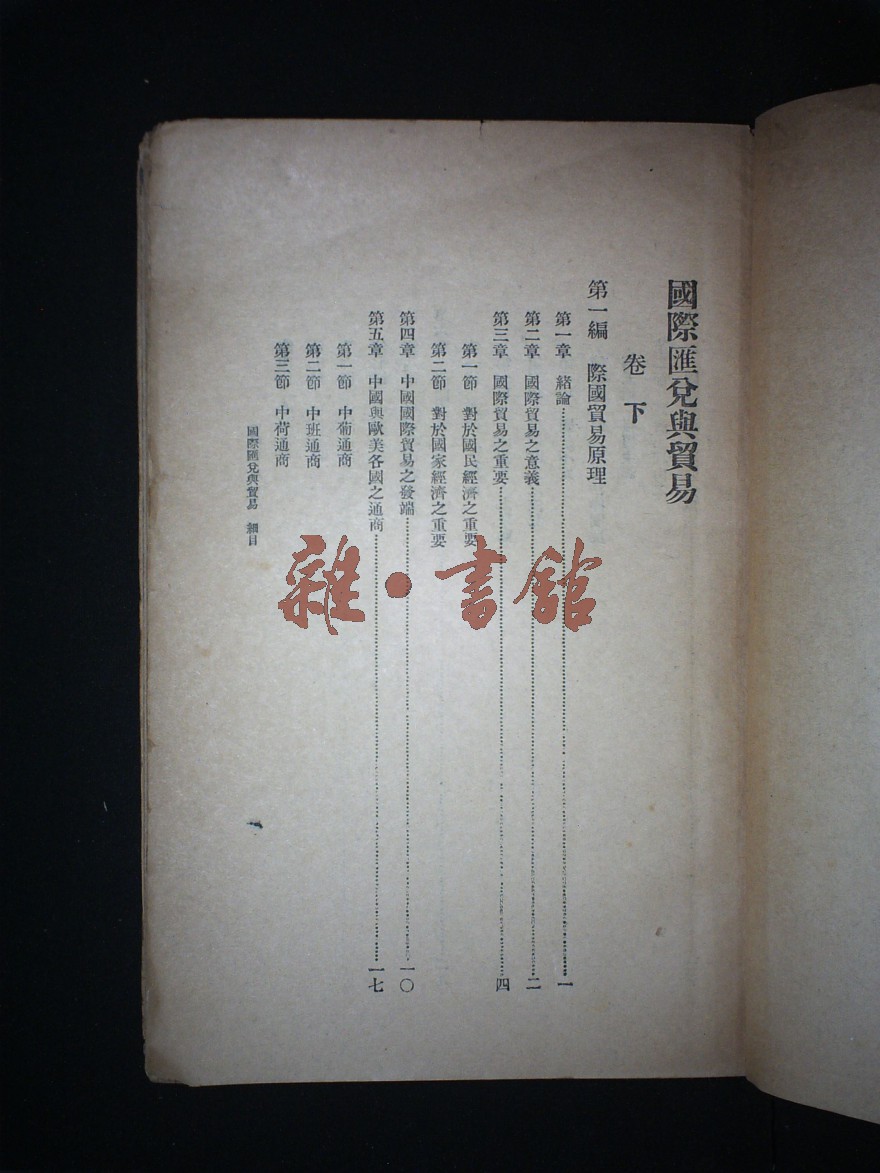 國際匯兌與貿易
卷下
第一編 際國貿易原理
第一章 緒論……一
第二章 國際貿易之意義……二
第三章 國際貿易之重要……四
第一節 對於國民經濟之重要
第二節 對於國家經濟之重要
第四章 中國國際貿易之發端……一〇
第五章 中國與歐美各國之通商……一七
第一節 中葡通商
第二節 中班通商
第三節 中荷通商
國際匯兌與貿易 細目
雜·書館